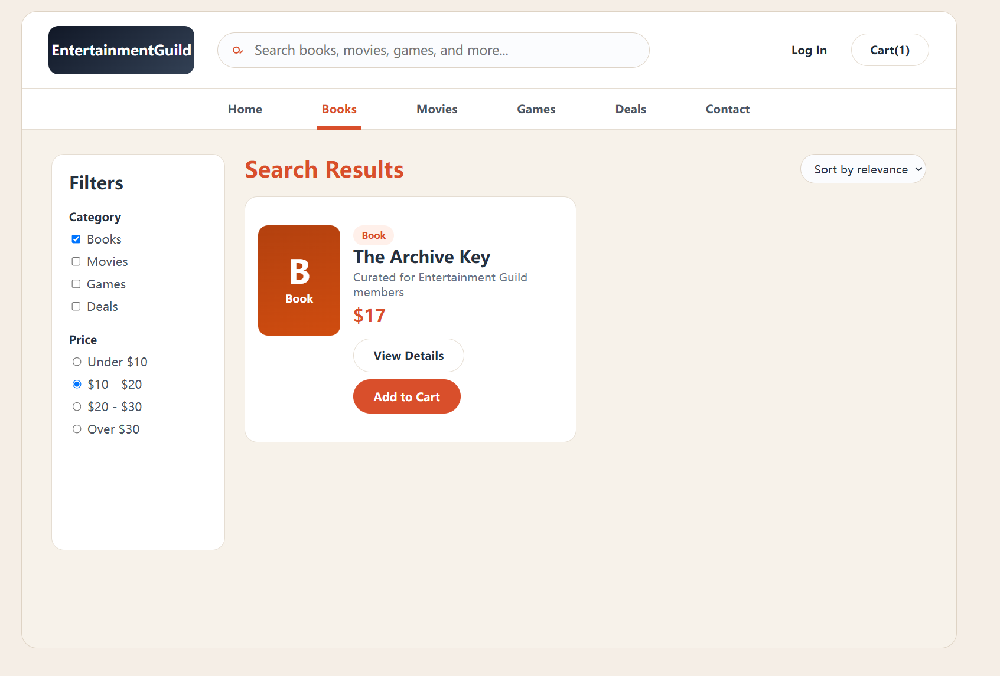 EntertainmentGuild
Search books, movies, games, and more...
Log In
Cart(1)
Home
Books
Movies
Games
Deals
Contact
Filters
Category
Books
Movies
Games
Deals
Price
Under $10
$10 - $20
$20 - $30
Over $30
Search Results
Sort by relevance
B
Book
Book
The Archive Key
Curated for Entertainment Guild
members
$17
View Details
Add to Cart